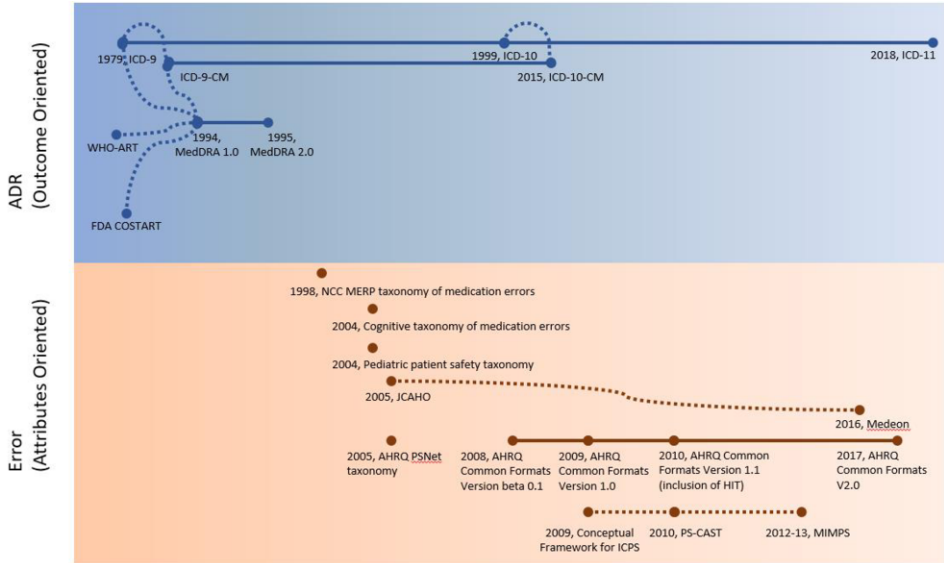 ADR
(Outcome Oriented)
1979, ICD-9
1999, ICD-10
2018, ICD-11
ICD-9-CM
2015, ICD-10-CM
WHO-ART
1994,
MedDRA 1.0
1995,
MedDRA 2.0
FDA COSTART
Error
(Attributes Oriented)
1998, NCC MERP taxonomy of medication errors
2004, Cognitive taxonomy of medication errors
2004, Pediatric patient safety taxonomy
2005, JCAHO
2016, Medeon
2005, AHRQ PSNet
taxonomy
2008, AHRQ
Common Formats
Version beta 0.1
2009, AHRQ
Common Formats
Version 1.0
2010, AHRQ Common
Formats Version 1.1
(inclusion of HIT)
2017, AHRQ
Common Formats
V2.0
2009, Conceptual
Framework for ICPS
2010, PS-CAST
2012-13, MIMPS